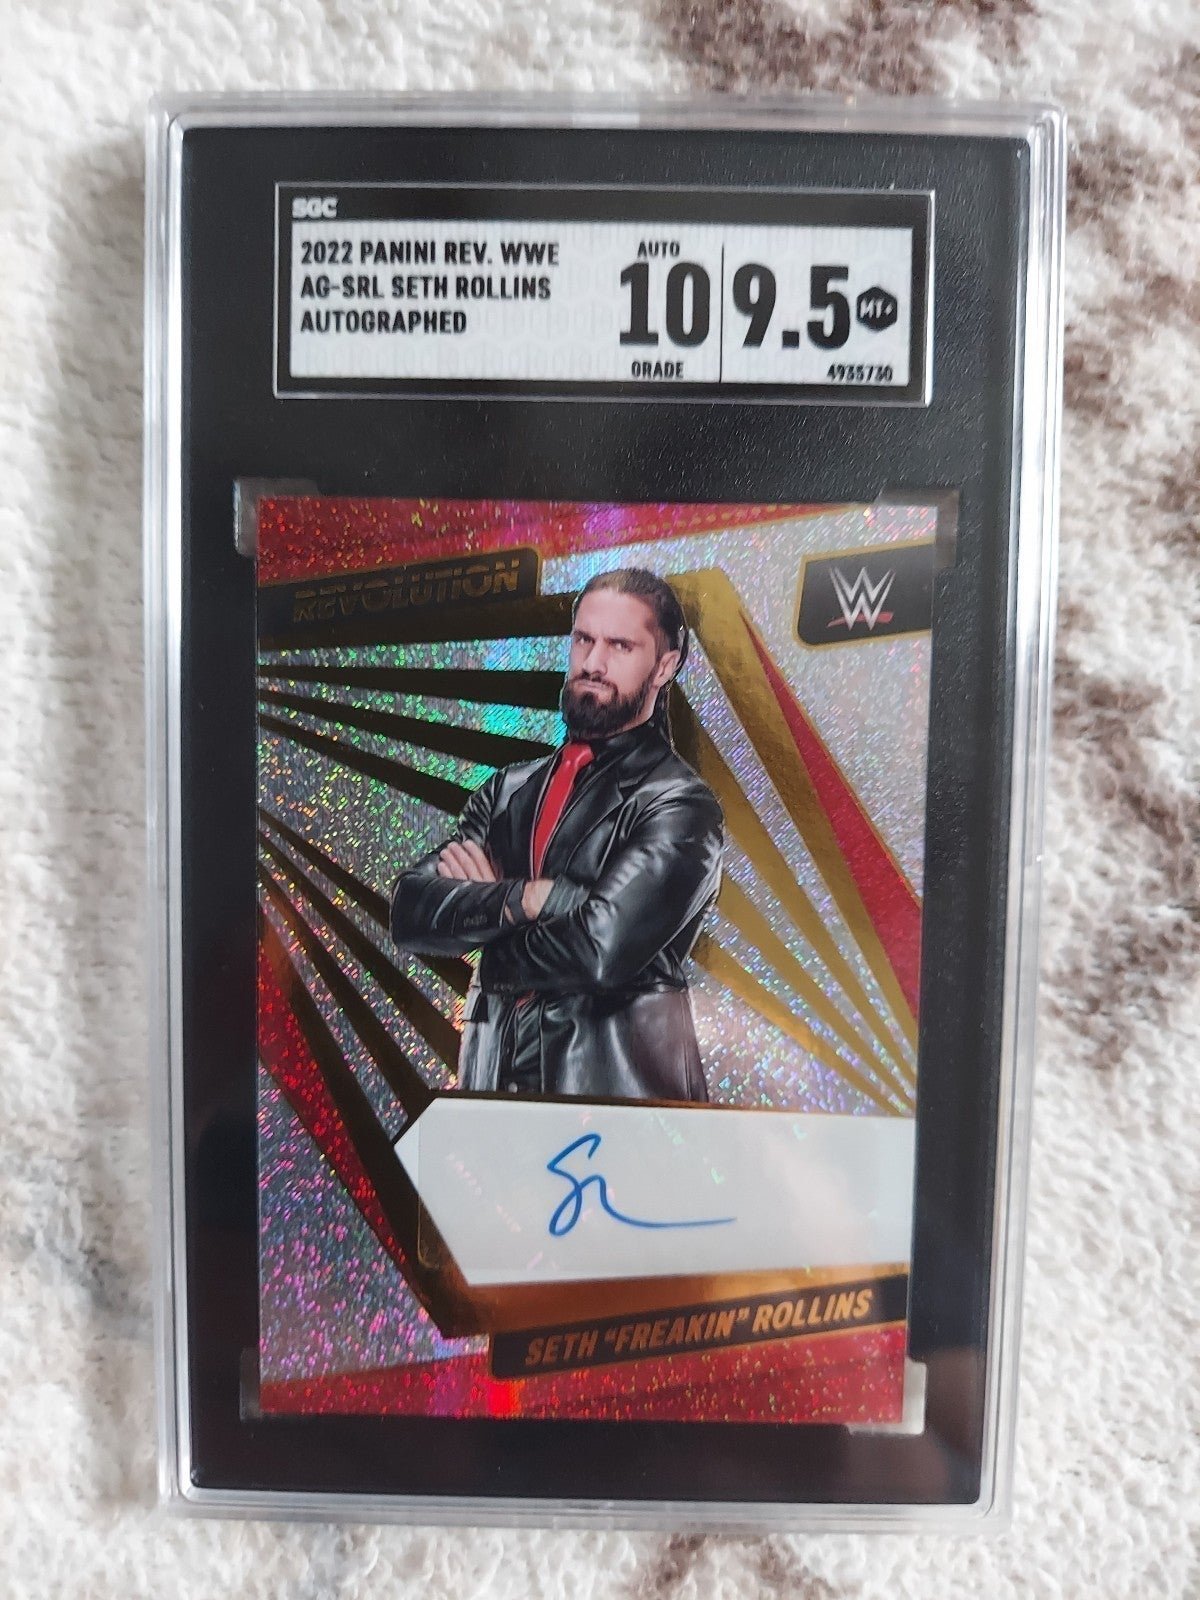 SGC
2022 PANINI REV. WWE
AG-SRL SETH ROLLINS
AUTOGRAPHED
AUTO
10
GRADE
9.5
MT+
4935730
REVOLUTION
W
SETH "FREAKIN" ROLLINS